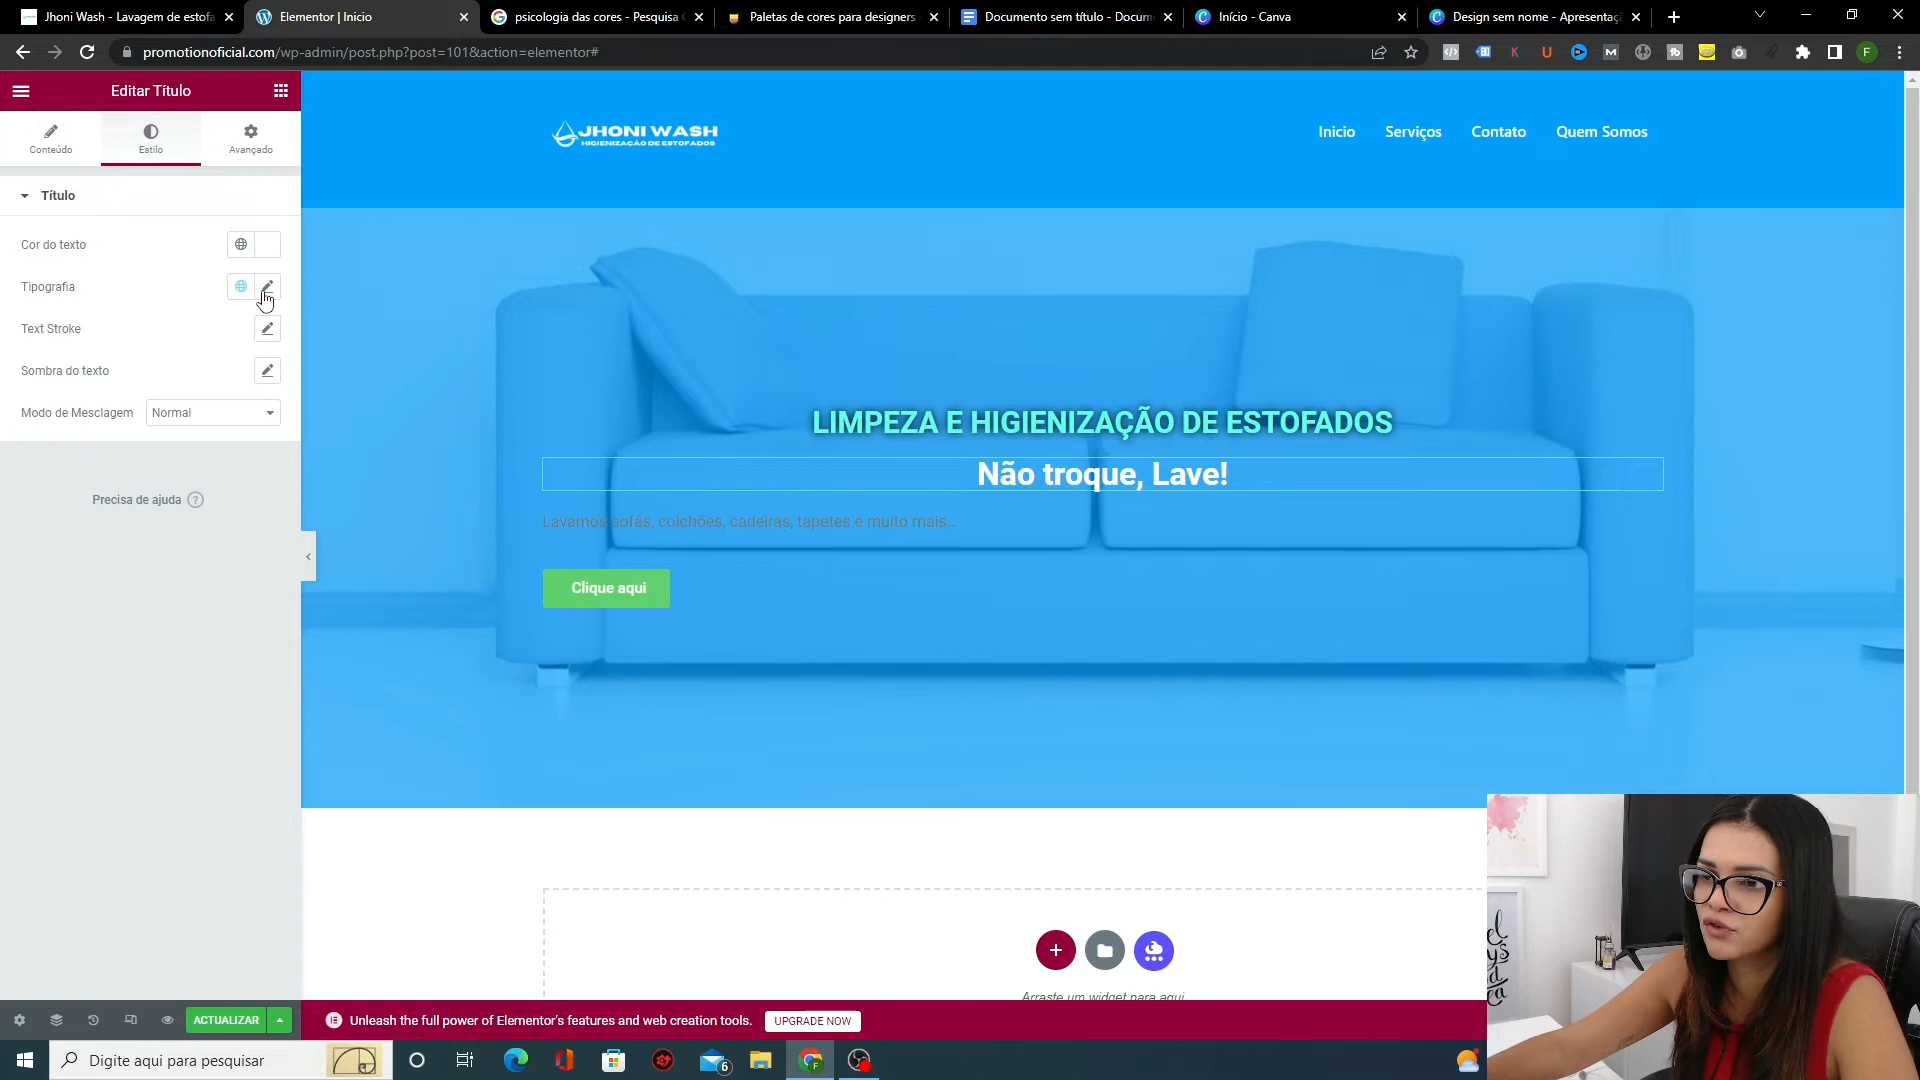 Jhoni Wash - Lavagem de estofa
Elementor | Inicio
psicologia das cores - Pesquisa
Paletas de cores para designers
Documento sem título - Docum
Início - Canva
Design sem nome - Apresentaç
promotionoficial.com/wp-admin/post.php?post=101&action=elementor#
Editar Título
Conteúdo
Estilo
Avançado
Título
Cor do texto
Tipografia
Text Stroke
Sombra do texto
Modo de Mesclagem
Normal
Precisa de ajuda
JHONI WASH
HIGIENIZAÇÃO DE ESTOFADOS
Inicio
Serviços
Contato
Quem Somos
LIMPEZA E HIGIENIZAÇÃO DE ESTOFADOS
Não troque, Lave!
Lavamos sofás, colchões, cadeiras, tapetes e muito mais...
Clique aqui
Arraste um widget para aqui
ACTUALIZAR
Unleash the full power of Elementor's features and web creation tools.
UPGRADE NOW
Digite aqui para pesquisar
6